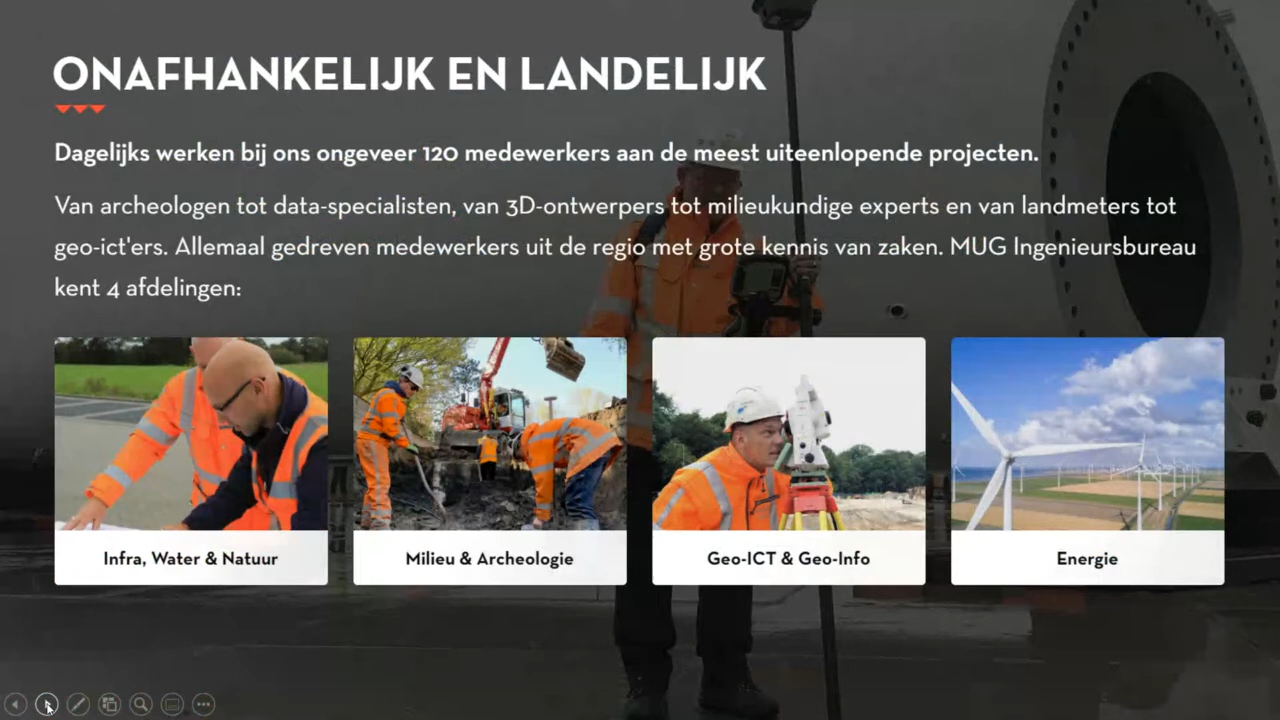 ONAFHANKELIJK EN LANDELIJK
Dagelijks werken bij ons ongeveer 120 medewerkers aan de meest uiteenlopende projecten.
Van archeologen tot data-specialisten, van 3D-ontwerpers tot milieukundige experts en van landmeters tot
geo-ict'ers. Allemaal gedreven medewerkers uit de regio met grote kennis van zaken. MUG Ingenieursbureau
kent 4 afdelingen:
Infra, Water & Natuur
Milieu & Archeologie
Geo-ICT & Geo-Info
Energie